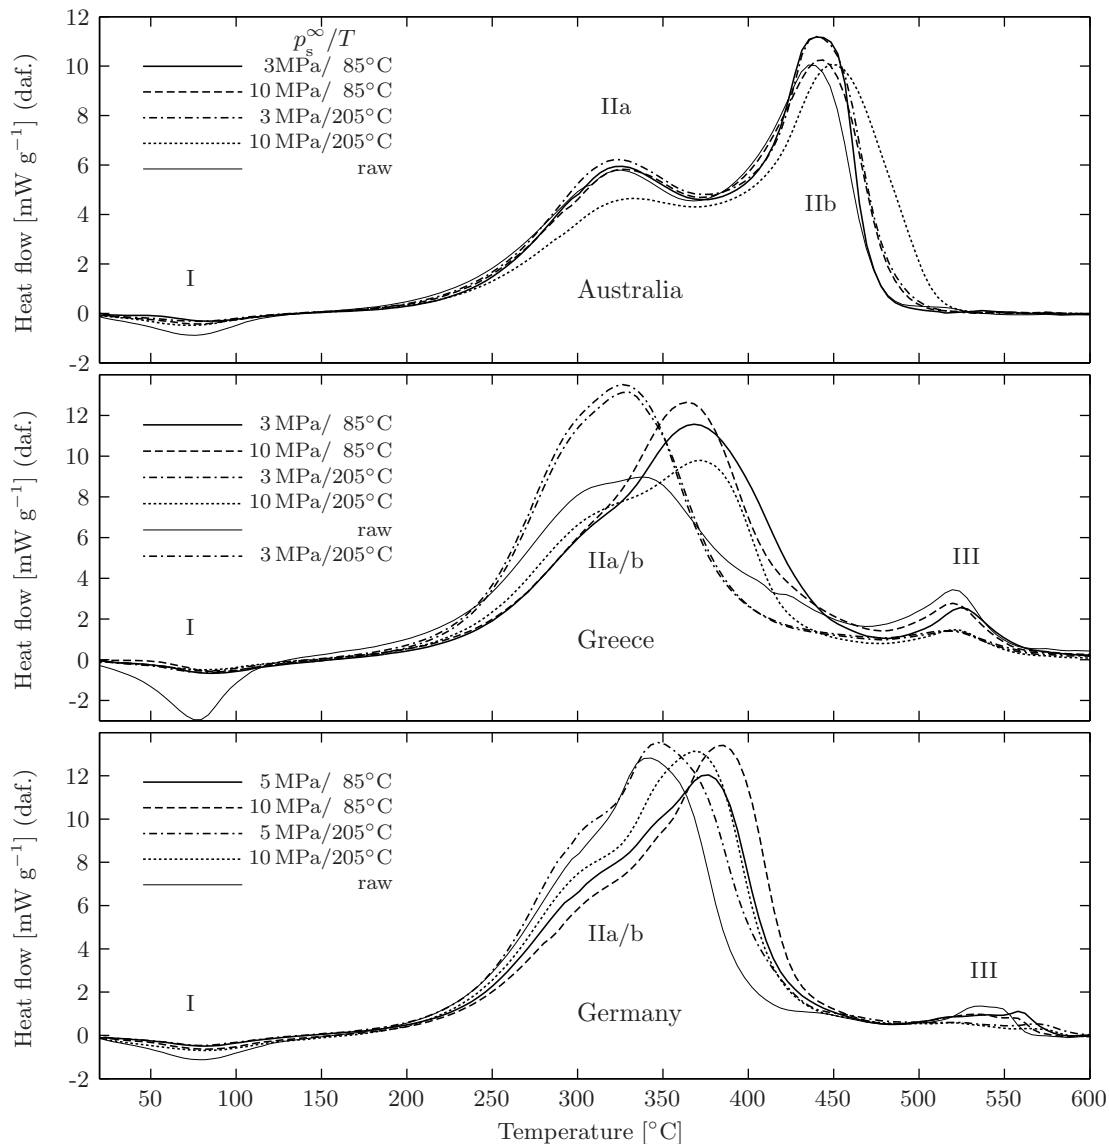 12
10
8
6
4
2
0
-2
Heat flow [mW g⁻¹] (daf.)
pₛ^∞/T
3MPa/ 85°C
10 MPa/ 85°C
3 MPa/205°C
10 MPa/205°C
raw
IIa
IIb
I
Australia
12
10
8
6
4
2
0
-2
Heat flow [mW g⁻¹] (daf.)
3 MPa/ 85°C
10 MPa/ 85°C
3 MPa/205°C
10 MPa/205°C
raw
3 MPa/205°C
IIa/b
III
I
Greece
12
10
8
6
4
2
0
-2
Heat flow [mW g⁻¹] (daf.)
5 MPa/ 85°C
10 MPa/ 85°C
5 MPa/205°C
10 MPa/205°C
raw
IIa/b
III
I
Germany
50 100 150 200 250 300 350 400 450 500 550 600
Temperature [°C]